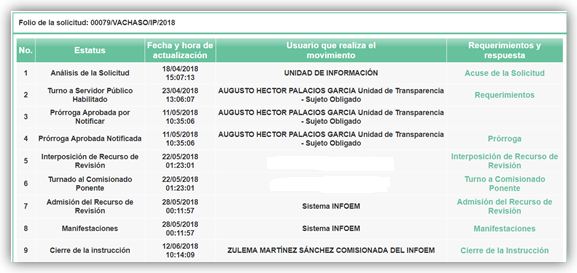 Folio de la solicitud: 00079/VACHASO/IP/2018
No. Estatus Fecha y hora de actualización Usuario que realiza el movimiento Requerimientos y respuesta
1 Análisis de la Solicitud 18/04/2018 15:07:13 UNIDAD DE INFORMACIÓN Acuse de la Solicitud
2 Turno a Servidor Público Habilitado 23/04/2018 13:06:07 AUGUSTO HECTOR PALACIOS GARCIA Unidad de Transparencia - Sujeto Obligado Requerimientos
3 Prórroga Aprobada por Notificar 11/05/2018 10:35:06 AUGUSTO HECTOR PALACIOS GARCIA Unidad de Transparencia - Sujeto Obligado
4 Prórroga Aprobada Notificada 11/05/2018 10:35:06 AUGUSTO HECTOR PALACIOS GARCIA Unidad de Transparencia - Sujeto Obligado Prórroga
5 Interposición de Recurso de Revisión 22/05/2018 01:23:01 Interposición de Recurso de Revisión
6 Turnado al Comisionado Ponente 22/05/2018 01:23:01 Turno a Comisionado Ponente
7 Admisión del Recurso de Revisión 28/05/2018 00:11:57 Sistema INFOEM Admisión del Recurso de Revisión
8 Manifestaciones 28/05/2018 00:11:57 Sistema INFOEM Manifestaciones
9 Cierre de la instrucción 12/06/2018 10:14:09 ZULEMA MARTÍNEZ SÁNCHEZ COMISIONADA DEL INFOEM Cierre de la Instrucción